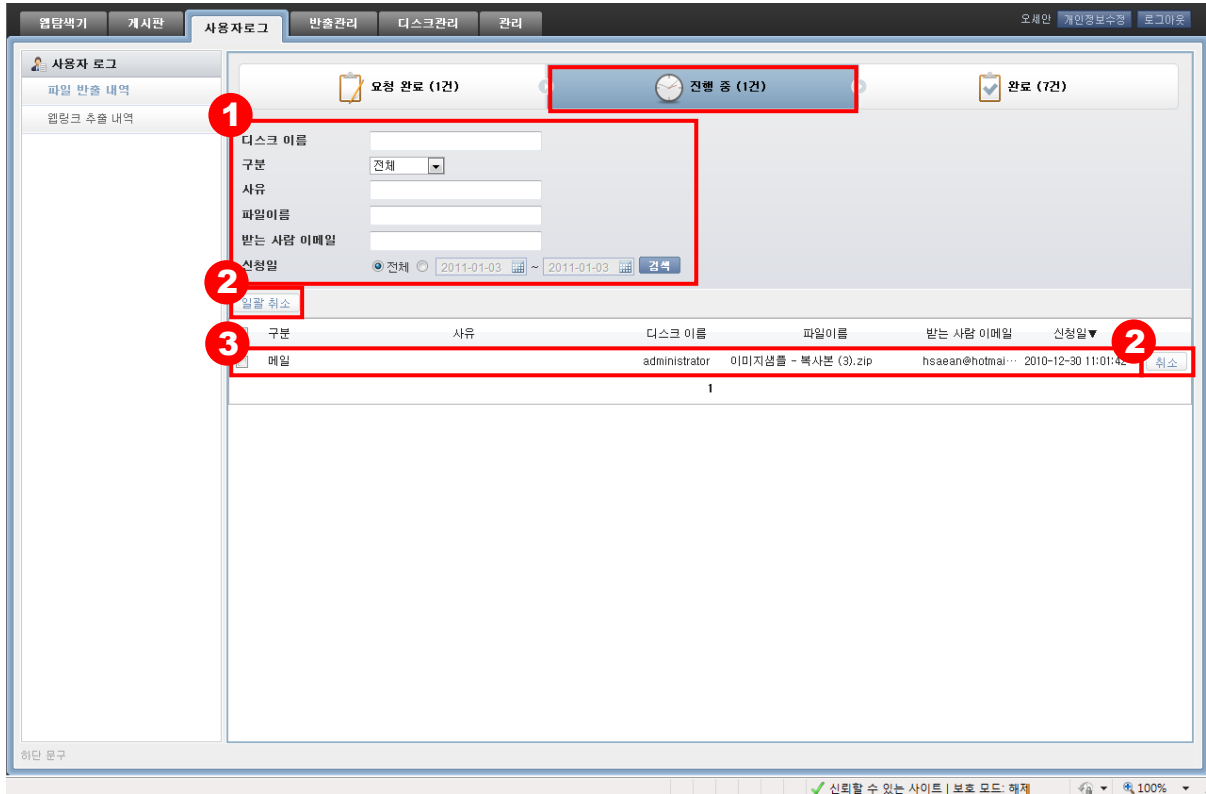 웹탐색기 게시판 사용자로그 반출관리 디스크관리 관리 오세안 개인정보수정 로그아웃
사용자 로그
파일 반출 내역
웹링크 추출 내역
요청 완료 (1건) 진행 중 (1건) 완료 (7건)
1
디스크 이름
구분 전체
사유
파일이름
받는 사람 이메일
신청일 전체 2011-01-03 ~ 2011-01-03 검색
2
일괄 취소
구분 사유 디스크 이름 파일이름 받는 사람 이메일 신청일▼
3 2
메일 administrator 이미지샘플 - 복사본 (3).zip hsaean@hotmai… 2010-12-30 11:01:42 취소
1
하단 문구
신뢰할 수 있는 사이트 | 보호 모드: 해제 100%